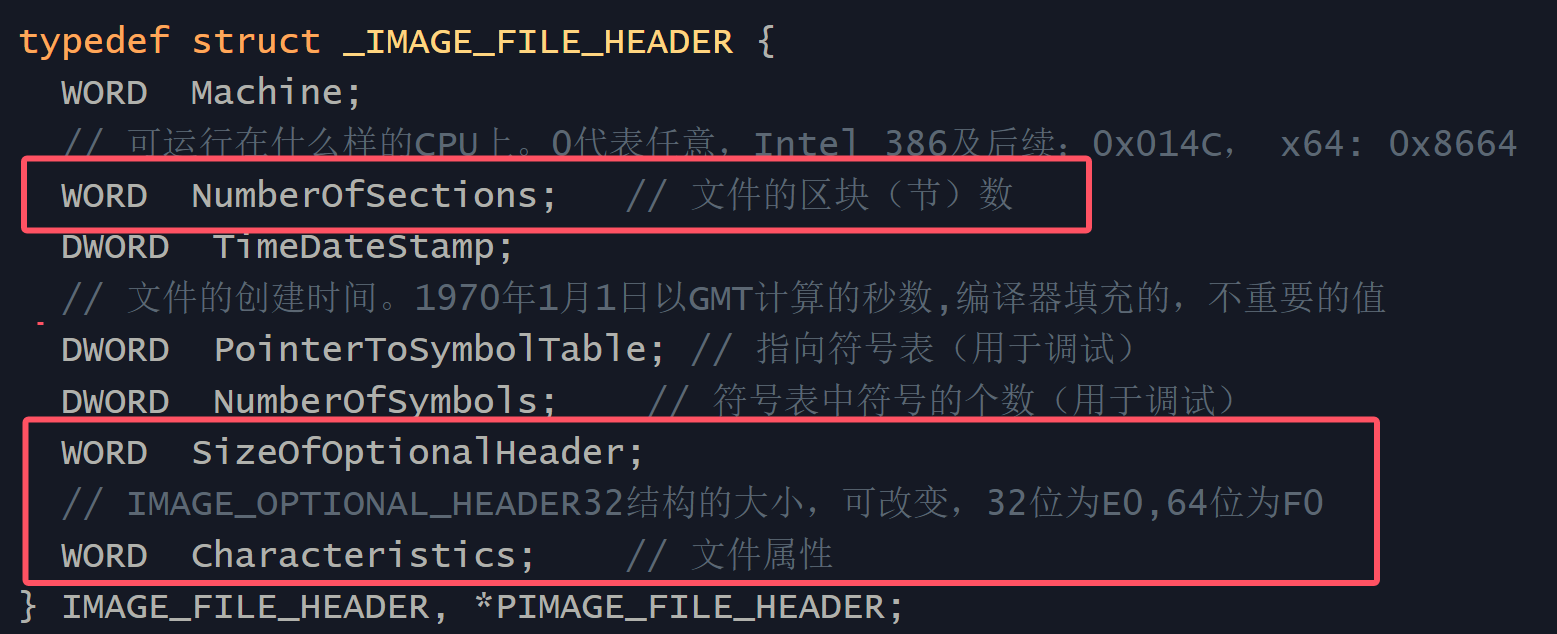 typedef struct _IMAGE_FILE_HEADER {
WORD Machine;
// 可运行在什么样的CPU上。0代表任意，Intel 386及后续：0x014C， x64: 0x8664
WORD NumberOfSections; // 文件的区块（节）数
DWORD TimeDateStamp;
// 文件的创建时间。1970年1月1日以GMT计算的秒数,编译器填充的，不重要的值
DWORD PointerToSymbolTable; // 指向符号表（用于调试）
DWORD NumberOfSymbols; // 符号表中符号的个数（用于调试）
WORD SizeOfOptionalHeader;
// IMAGE_OPTIONAL_HEADER32结构的大小，可改变，32位为E0,64位为F0
WORD Characteristics; // 文件属性
} IMAGE_FILE_HEADER, *PIMAGE_FILE_HEADER;